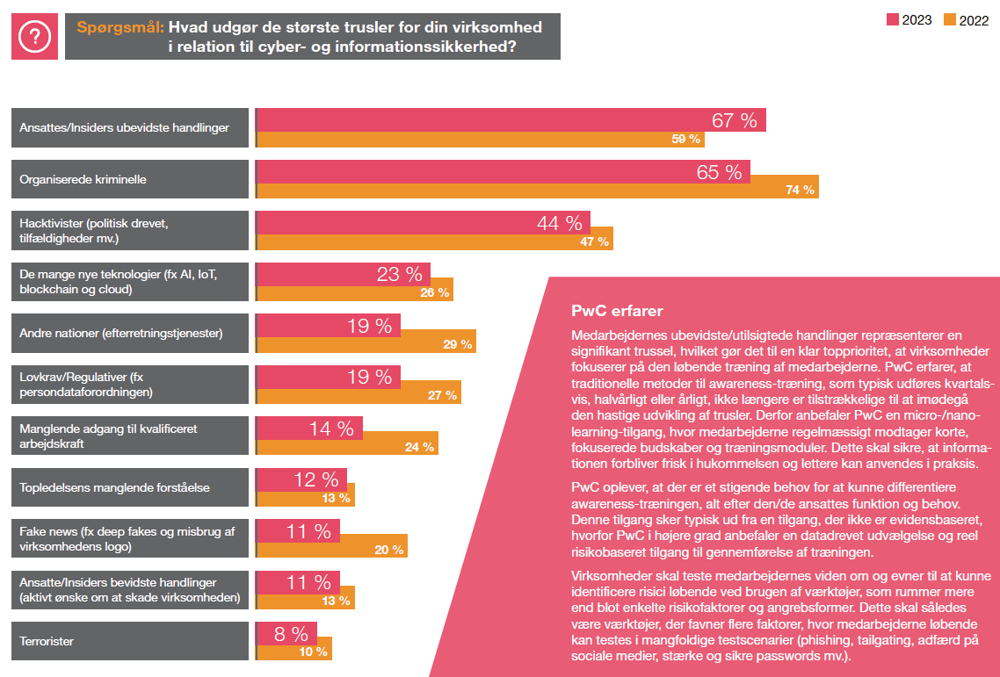 ?
Spørgsmål: Hvad udgør de største trusler for din virksomhed
i relation til cyber- og informationssikkerhed?
2023 2022
Ansattes/Insiders ubevidste handlinger
67 %
59 %
Organiserede kriminelle
65 %
74 %
Hacktivister (politisk drevet,
tilfældigheder mv.)
44 %
47 %
De mange nye teknologier (fx AI, IoT,
blockchain og cloud)
23 %
26 %
Andre nationer (efterretningstjenester)
19 %
29 %
Lovkrav/Regulativer (fx
persondataforordningen)
19 %
27 %
Manglende adgang til kvalificeret
arbejdskraft
14 %
24 %
Topledelsens manglende forståelse
12 %
13 %
Fake news (fx deep fakes og misbrug af
virksomhedens logo)
11 %
20 %
Ansatte/Insiders bevidste handlinger
(aktivt ønske om at skade virksomheden)
11 %
13 %
Terrorister
8 %
10 %
PwC erfarer
Medarbejdernes ubevidste/utilsigtede handlinger repræsenterer en
signifikant trussel, hvilket gør det til en klar topprioritet, at virksomheder
fokuserer på den løbende træning af medarbejderne. PwC erfarer, at
traditionelle metoder til awareness-træning, som typisk udføres kvartals-
vis, halvårligt eller årligt, ikke længere er tilstrækkelige til at imødegå
den hastige udvikling af trusler. Derfor anbefaler PwC en micro-/nano-
learning-tilgang, hvor medarbejderne regelmæssigt modtager korte,
fokuserede budskaber og træningsmoduler. Dette skal sikre, at informa-
tionen forbliver frisk i hukommelsen og lettere kan anvendes i praksis.
PwC oplever, at der er et stigende behov for at kunne differentiere
awareness-træningen, alt efter den/de ansattes funktion og behov.
Denne tilgang sker typisk ud fra en tilgang, der ikke er evidensbaseret,
hvorfor PwC i højere grad anbefaler en datadrevet udvælgelse og reel
risikobaseret tilgang til gennemførelse af træningen.
Virksomheder skal teste medarbejdernes viden om og evner til at kunne
identificere risici løbende ved brugen af værktøjer, som rummer mere
end blot enkelte risikofaktorer og angrebsformer. Dette skal således
være værktøjer, der favner flere faktorer, hvor medarbejderne løbende
kan testes i mangfoldige testscenarier (phishing, tailgating, adfærd på
sociale medier, stærke og sikre passwords mv.).